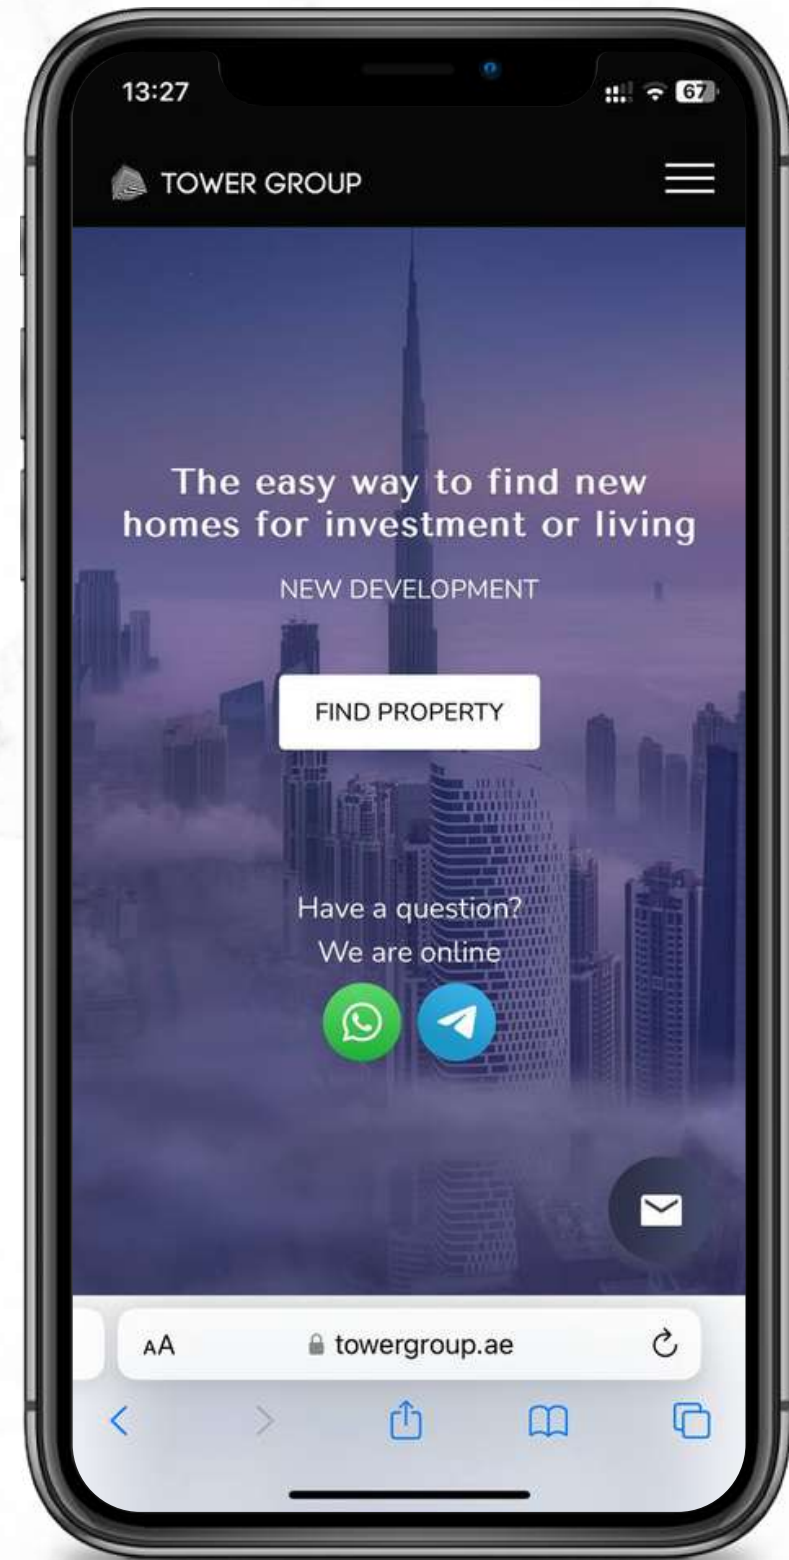 13:27
67
TOWER GROUP
The easy way to find new
homes for investment or living
NEW DEVELOPMENT
FIND PROPERTY
Have a question?
We are online
AA
towergroup.ae